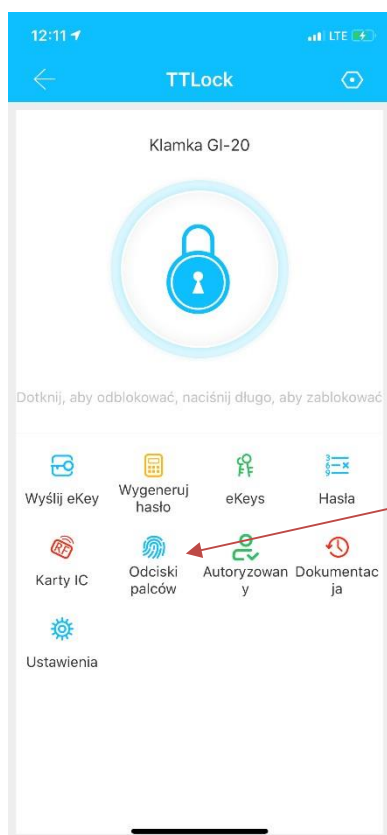 12:11
LTE
TTLock
Klamka GI-20
Dotknij, aby odblokować, naciśnij długo, aby zablokować
Wyślij eKey
Wygeneruj
hasło
eKeys
Hasła
Karty IC
Odciski
palców
Autoryzowan
y
Dokumentac
ja
Ustawienia